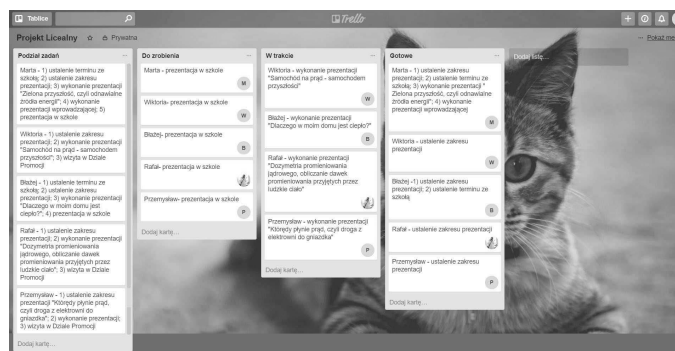 Tablice
Trello
Projekt Licealny
Prywatna
Pokaż me
Podział zadań
Marta - 1) ustalenie terminu ze
szkołą; 2) ustalenie zakresu
prezentacji; 3) wykonanie prezentacji
"Zielona przyszłość, czyli odnawialne
źródła energii"; 4) wykonanie
prezentacji wprowadzającej; 5)
prezentacja w szkole
Wiktoria - 1) ustalenie zakresu
prezentacji; 2) wykonanie prezentacji
"Samochód na prąd - samochodem
przyszłości"; 3) wizyta w Dziale
Promocji
Błażej - 1) ustalenie terminu ze
szkołą; 2) ustalenie zakresu
prezentacji; 3) wykonanie prezentacji
"Dlaczego w moim domu jest
ciepło?"; 4) prezentacja w szkole
Rafał - 1) ustalenie zakresu
prezentacji; 2) wykonanie prezentacji
"Dozymetria promieniowania
jądrowego, obliczanie dawek
promieniowania przyjętych przez
ludzkie ciało"; 3) wizyta w Dziale
Promocji
Przemysław - 1) ustalenie zakresu
prezentacji "Którędy płynie prąd,
czyli droga z elektrowni do
gniazdka"; 2) wykonanie prezentacji;
3) wizyta w Dziale Promocji
Dodaj kartę…
Do zrobienia
Marta - prezentacja w szkole
M
Wiktoria- prezentacja w szkole
W
Błażej- prezentacja w szkole
B
Rafał- prezentacja w szkole
Przemysław- prezentacja w szkole
P
Dodaj kartę…
W trakcie
Wiktoria - wykonanie prezentacji
"Samochód na prąd - samochodem
przyszłości"
W
Błażej - wykonanie prezentacji
"Dlaczego w moim domu jest ciepło?"
B
Rafał - wykonanie prezentacji
"Dozymetria promieniowania
jądrowego, obliczanie dawek
promieniowania przyjętych przez
ludzkie ciało"
Przemysław - wykonanie prezentacji
"Którędy płynie prąd, czyli droga z
elektrowni do gniazdka"
P
Dodaj kartę…
Gotowe
Marta - 1) ustalenie zakresu
prezentacji; 2) ustalenie terminu ze
szkołą; 3) wykonanie prezentacji "
Zielona przyszłość, czyli odnawialne
źródła energii"; 4) wykonanie
prezentacji wprowadzającej
M
Wiktoria - ustalenie zakresu
prezentacji
W
Błażej -1) ustalenie zakresu
prezentacji; 2) ustalenie terminu ze
szkołą
B
Rafał - ustalenie zakresu prezentacji
Przemysław - ustalenie zakresu
prezentacji
P
Dodaj kartę…
Dodaj listę…